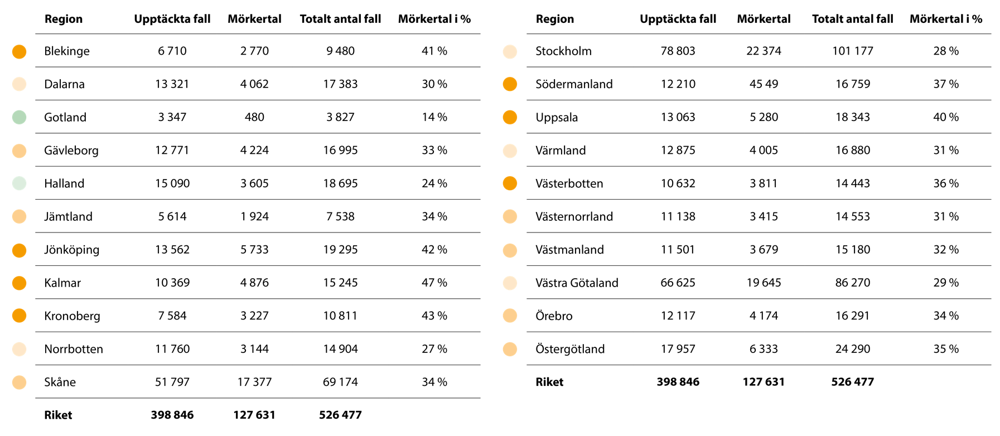 Region Upptäckta fall Mörkertal Totalt antal fall Mörkertal i %
Blekinge 6 710 2 770 9 480 41 %
Dalarna 13 321 4 062 17 383 30 %
Gotland 3 347 480 3 827 14 %
Gävleborg 12 771 4 224 16 995 33 %
Halland 15 090 3 605 18 695 24 %
Jämtland 5 614 1 924 7 538 34 %
Jönköping 13 562 5 733 19 295 42 %
Kalmar 10 369 4 876 15 245 47 %
Kronoberg 7 584 3 227 10 811 43 %
Norrbotten 11 760 3 144 14 904 27 %
Skåne 51 797 17 377 69 174 34 %
Riket 398 846 127 631 526 477
Region Upptäckta fall Mörkertal Totalt antal fall Mörkertal i %
Stockholm 78 803 22 374 101 177 28 %
Södermanland 12 210 45 49 16 759 37 %
Uppsala 13 063 5 280 18 343 40 %
Värmland 12 875 4 005 16 880 31 %
Västerbotten 10 632 3 811 14 443 36 %
Västernorrland 11 138 3 415 14 553 31 %
Västmanland 11 501 3 679 15 180 32 %
Västra Götaland 66 625 19 645 86 270 29 %
Örebro 12 117 4 174 16 291 34 %
Östergötland 17 957 6 333 24 290 35 %
Riket 398 846 127 631 526 477